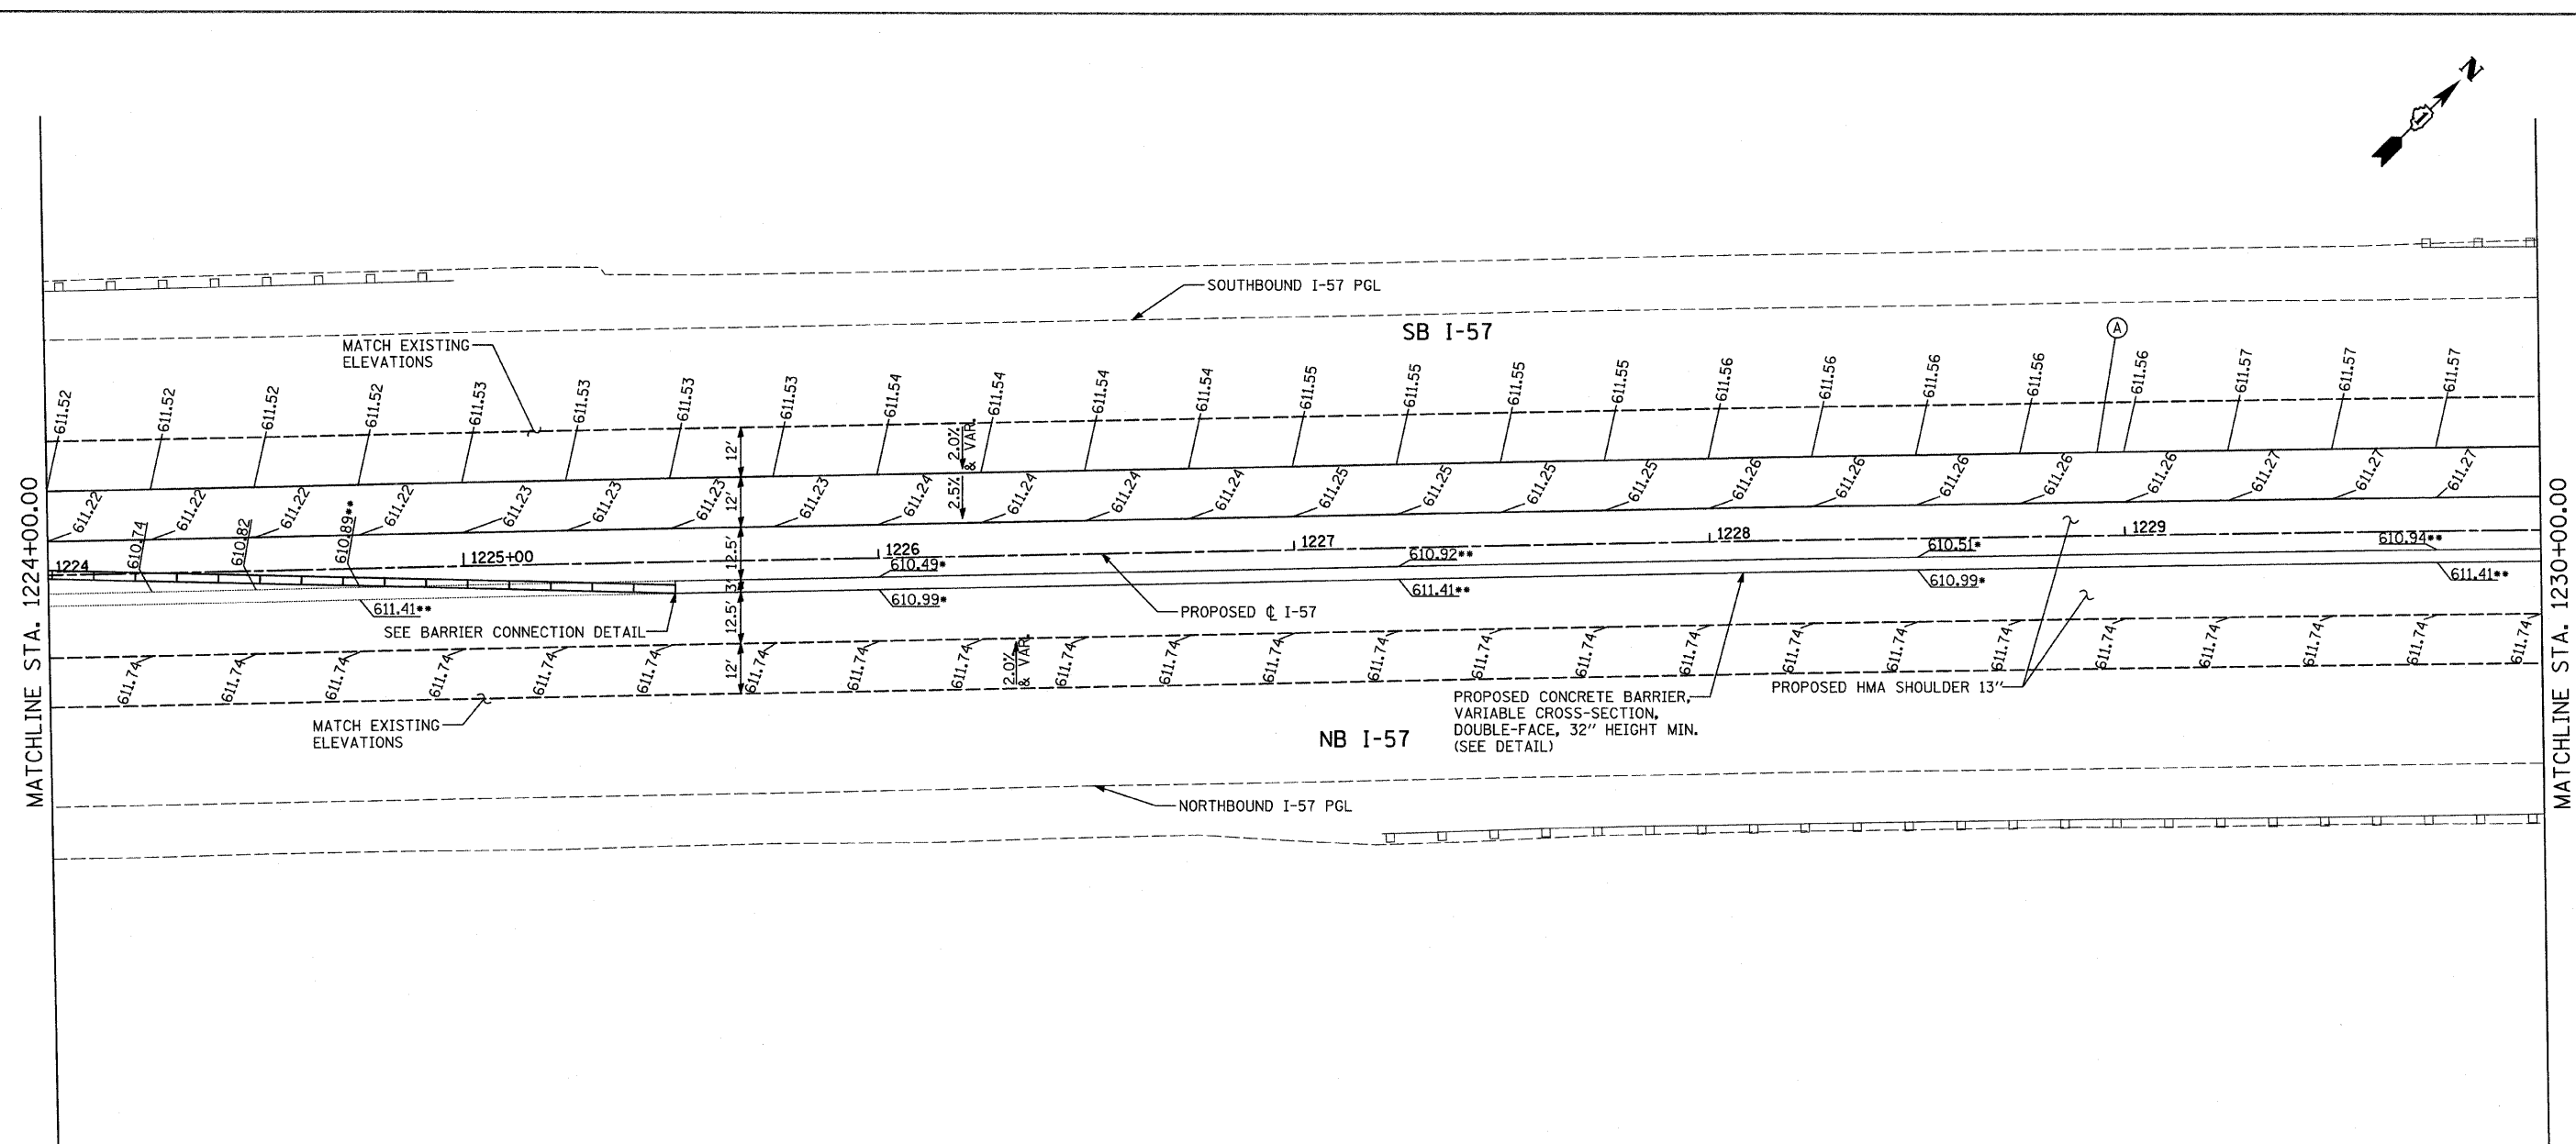 N
SOUTHBOUND I-57 PGL
SB I-57
A
MATCH EXISTING
ELEVATIONS
611.52 611.52 611.52 611.52 611.53 611.53 611.53 611.53 611.54 611.54 611.54 611.54 611.55 611.55 611.55 611.55 611.56 611.56 611.56 611.56 611.56 611.57 611.57 611.57
12' 2.0% & VAR.
611.22 611.22 611.22 611.22 611.23 611.23 611.23 611.23 611.24 611.24 611.24 611.24 611.25 611.25 611.25 611.25 611.26 611.26 611.26 611.26 611.26 611.27 611.27 611.27
12' 2.5%
610.74 610.82 610.89**
1224 1225+00 1226 1227 1228 1229
12.5'
610.49* 610.92** 610.51* 610.94**
3'
611.41** 610.99* 611.41** 610.99* 611.41**
12.5'
PROPOSED ℄ I-57
SEE BARRIER CONNECTION DETAIL
611.74 611.74 611.74 611.74 611.74 611.74 611.74 611.74 611.74 611.74 611.74 611.74 611.74 611.74 611.74 611.74 611.74 611.74 611.74 611.74 611.74 611.74 611.74 611.74
12' 2.0% & VAR.
PROPOSED HMA SHOULDER 13"
PROPOSED CONCRETE BARRIER,
VARIABLE CROSS-SECTION,
DOUBLE-FACE, 32" HEIGHT MIN.
(SEE DETAIL)
MATCH EXISTING
ELEVATIONS
NB I-57
NORTHBOUND I-57 PGL
MATCHLINE STA. 1224+00.00
MATCHLINE STA. 1230+00.00